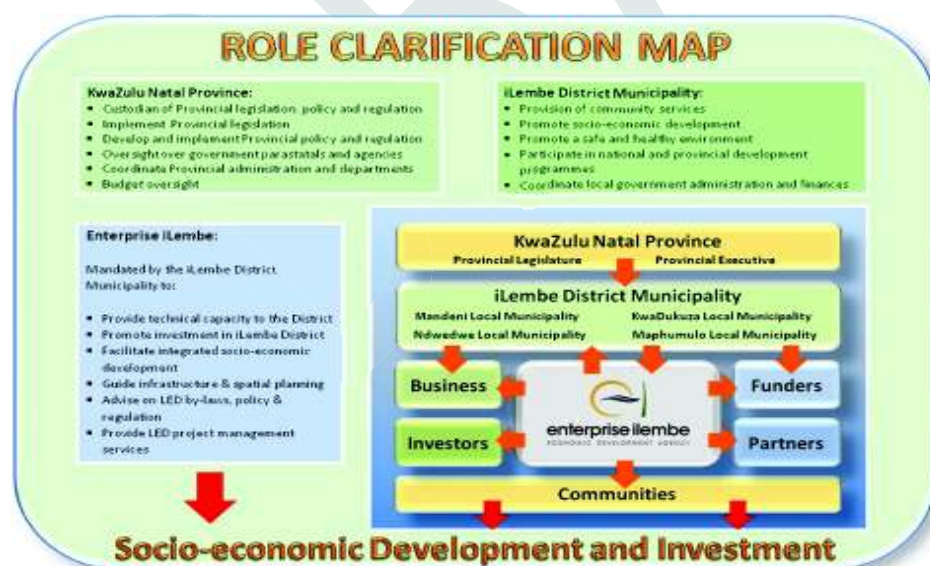 ROLE CLARIFICATION MAP
KwaZulu Natal Province:
▪ Custodian of Provincial legislation, policy and regulation
▪ Implement Provincial legislation
▪ Develop and implement Provincial policy and regulation
▪ Oversight over government parastatals and agencies
▪ Coordinate Provincial administration and departments
▪ Budget oversight
iLembe District Municipality:
▪ Provision of community services
▪ Promote socio-economic development
▪ Promote a safe and healthy environment
▪ Participate in national and provincial development
programmes
▪ Coordinate local government administration and finances
Enterprise iLembe:
Mandated by the iLembe District
Municipality to:
▪ Provide technical capacity to the District
▪ Promote investment in iLembe District
▪ Facilitate integrated socio-economic
development
▪ Guide infrastructure & spatial planning
▪ Advise on LED by-laws, policy &
regulation
▪ Provide LED project management
services
KwaZulu Natal Province
Provincial Legislature Provincial Executive
iLembe District Municipality
Mandeni Local Municipality KwaDukuza Local Municipality
Ndwedwe Local Municipality Maphumulo Local Municipality
Business
Funders
enterprise ilembe
ECONOMIC DEVELOPMENT AGENCY
Investors
Partners
Communities
Socio-economic Development and Investment